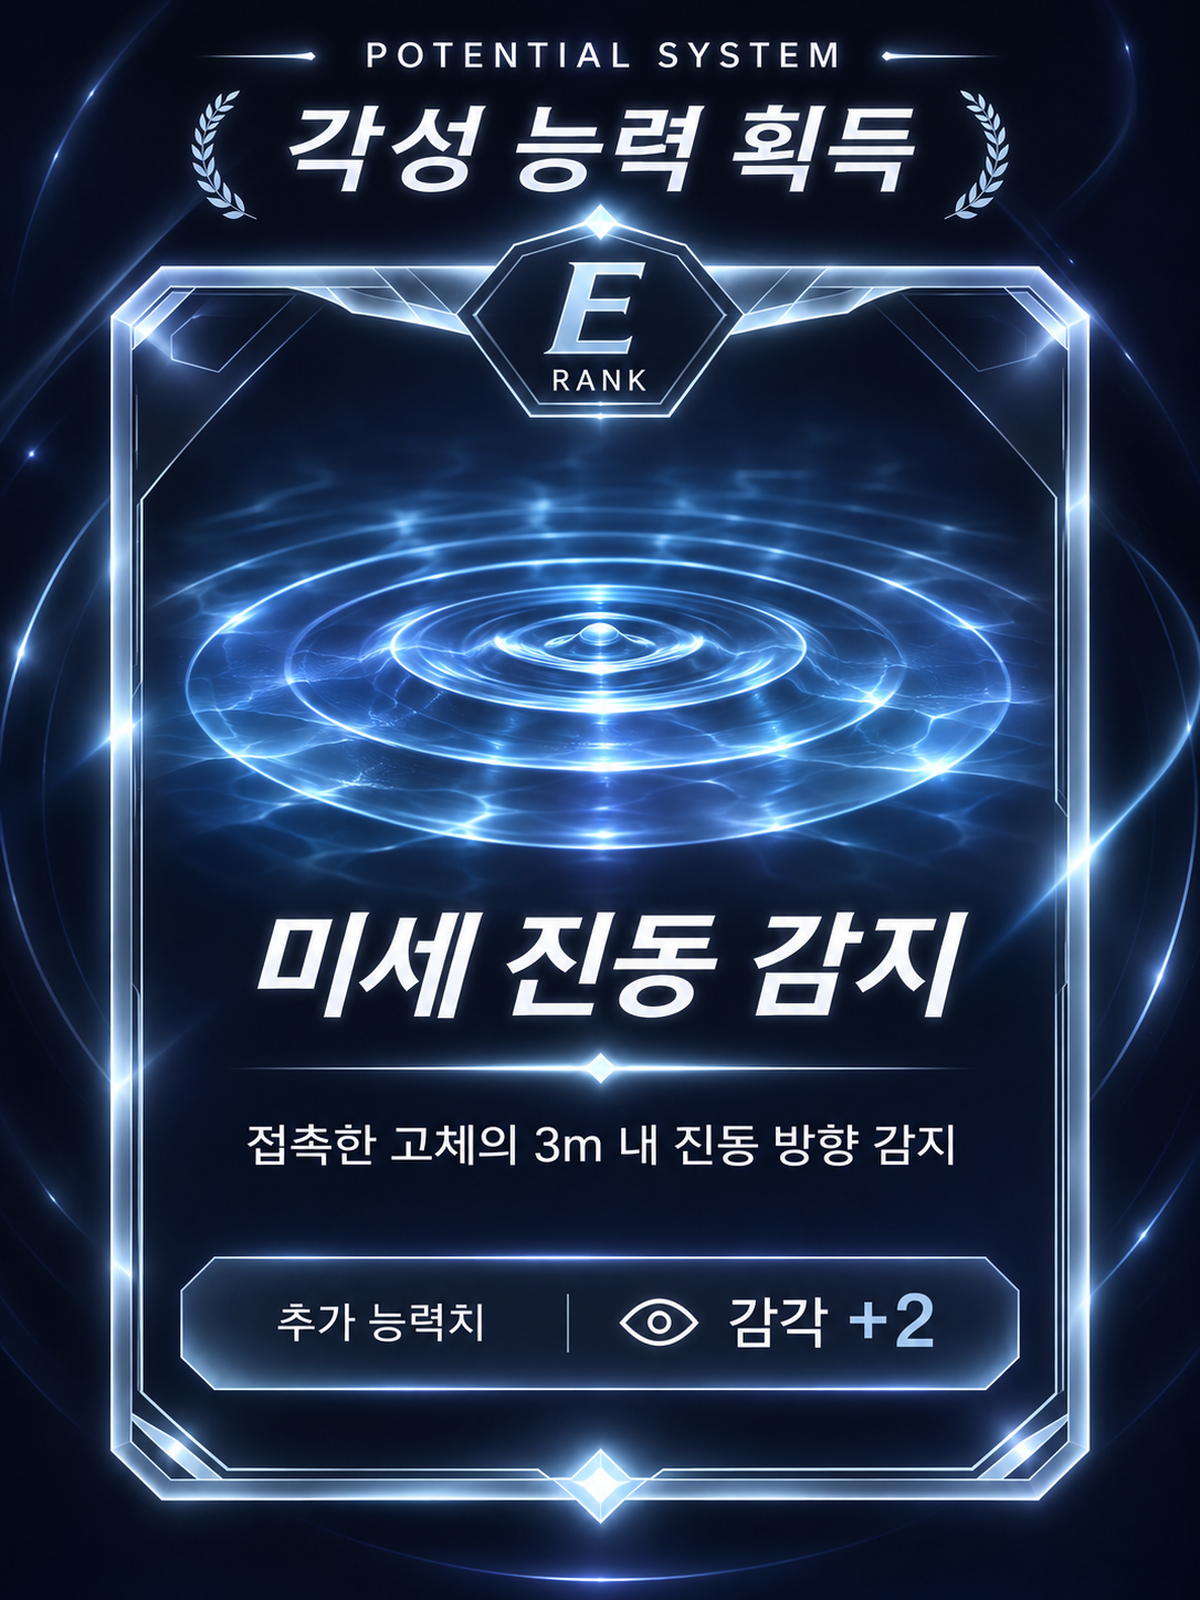 POTENTIAL SYSTEM
각성 능력 획득
E
RANK
미세 진동 감지
접촉한 고체의 3m 내 진동 방향 감지
추가 능력치 감각 +2